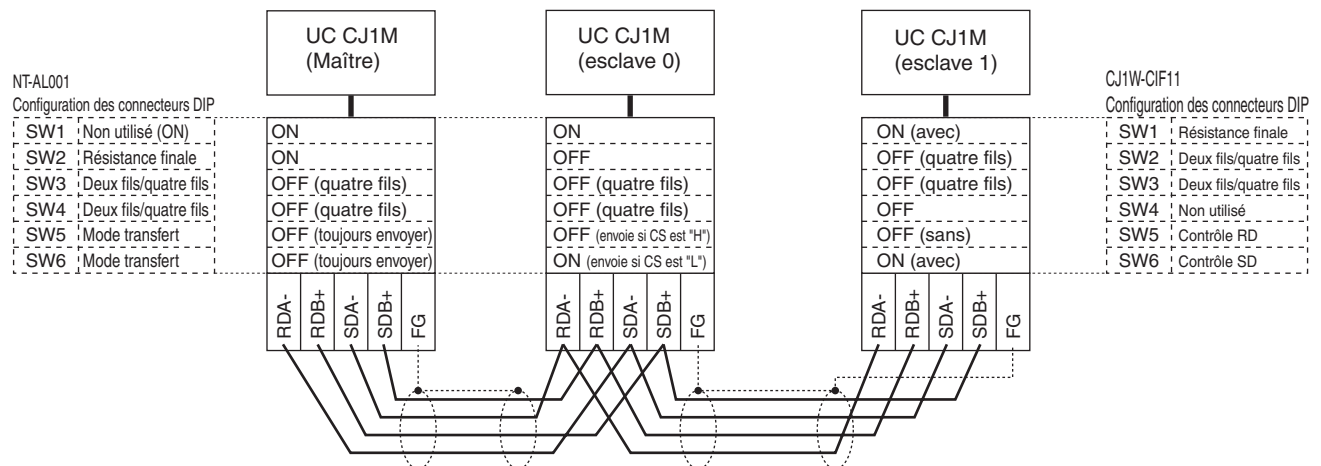 UC CJ1M
(Maître)
UC CJ1M
(esclave 0)
UC CJ1M
(esclave 1)
NT-AL001
Configuration des connecteurs DIP
SW1 Non utilisé (ON)
SW2 Résistance finale
SW3 Deux fils/quatre fils
SW4 Deux fils/quatre fils
SW5 Mode transfert
SW6 Mode transfert
ON
ON
OFF (quatre fils)
OFF (quatre fils)
OFF (toujours envoyer)
OFF (toujours envoyer)
RDA- RDB+ SDA- SDB+ FG
ON
OFF
OFF (quatre fils)
OFF (quatre fils)
OFF (envoie si CS est "H")
ON (envoie si CS est "L")
RDA- RDB+ SDA- SDB+ FG
ON (avec)
OFF (quatre fils)
OFF (quatre fils)
OFF
OFF (sans)
ON (avec)
RDA- RDB+ SDA- SDB+ FG
CJ1W-CIF11
Configuration des connecteurs DIP
SW1 Résistance finale
SW2 Deux fils/quatre fils
SW3 Deux fils/quatre fils
SW4 Non utilisé
SW5 Contrôle RD
SW6 Contrôle SD